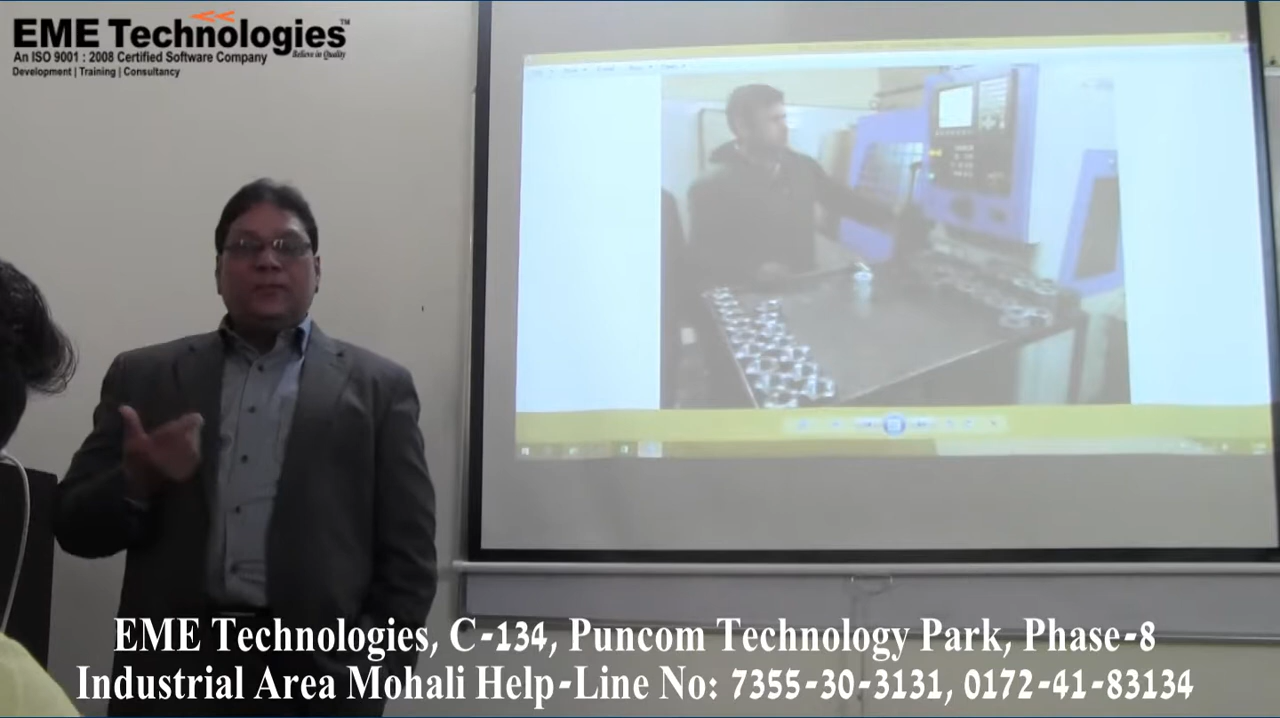 EME Technologies™
An ISO 9001 : 2008 Certified Software Company Believe in Quality
Development | Training | Consultancy
EME Technologies, C-134, Puncom Technology Park, Phase-8
Industrial Area Mohali Help-Line No: 7355-30-3131, 0172-41-83134